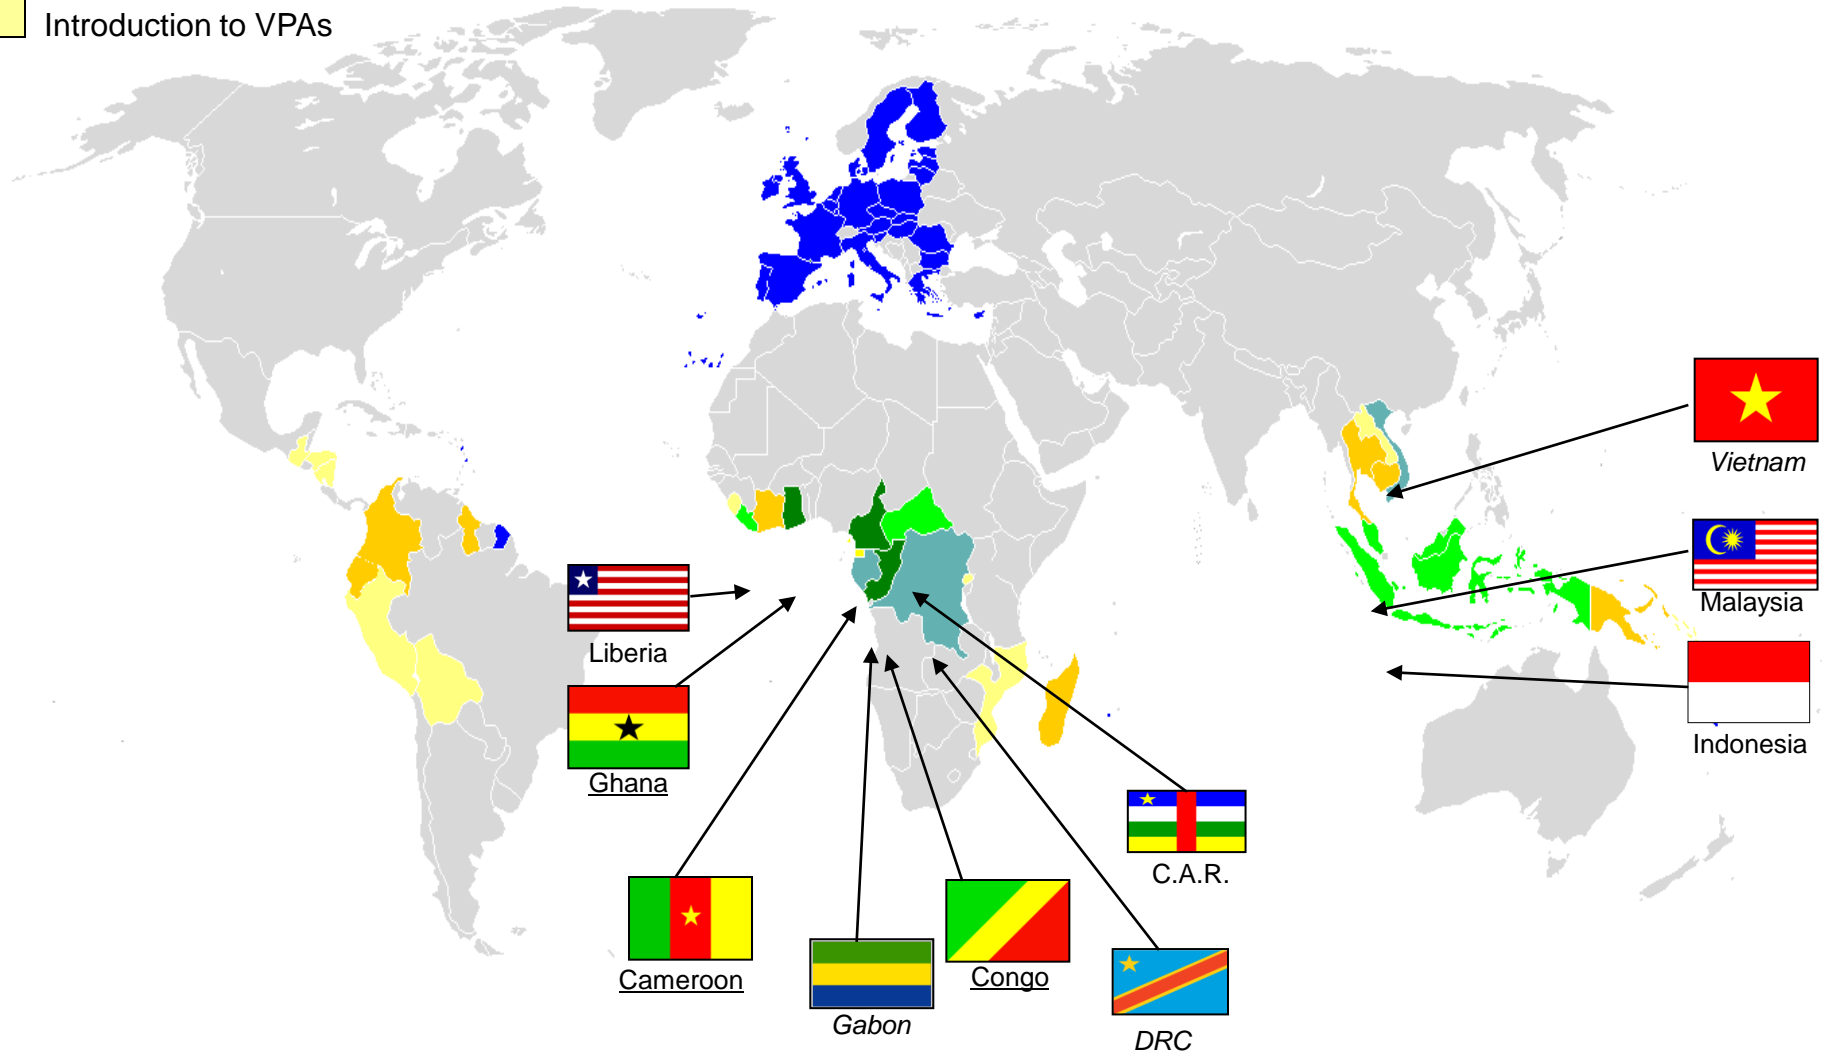 Introduction to VPAs
Vietnam
Malaysia
Liberia
Indonesia
Ghana
C.A.R.
Cameroon
Congo
Gabon
DRC